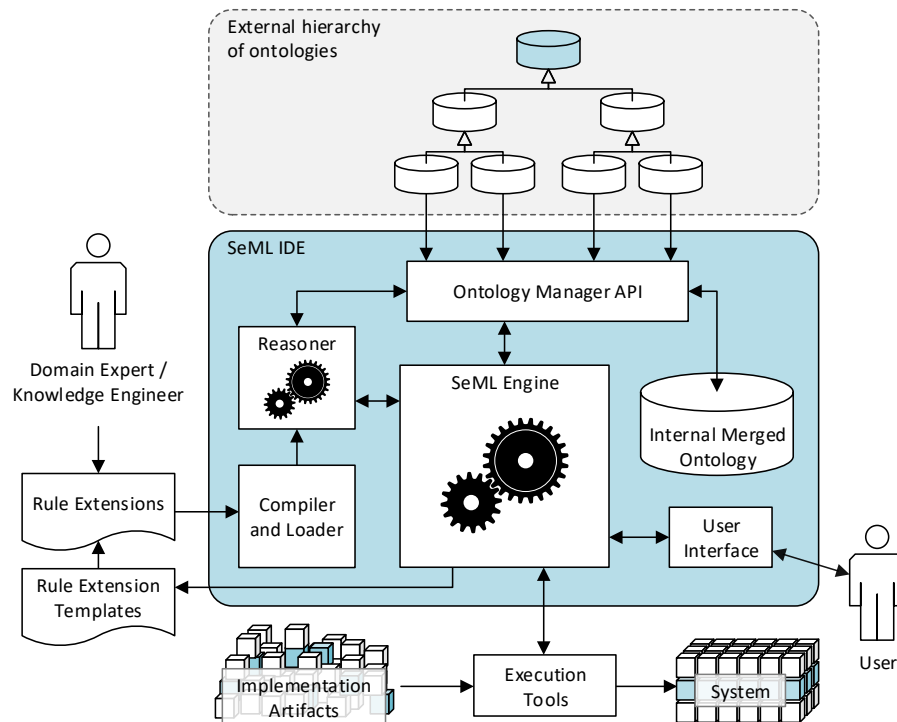 External hierarchy
of ontologies
SeML IDE
Ontology Manager API
Reasoner
SeML Engine
Domain Expert /
Knowledge Engineer
Internal Merged
Ontology
Rule Extensions
Compiler
and Loader
User
Interface
Rule Extension
Templates
User
Implementation
Artifacts
Execution
Tools
System